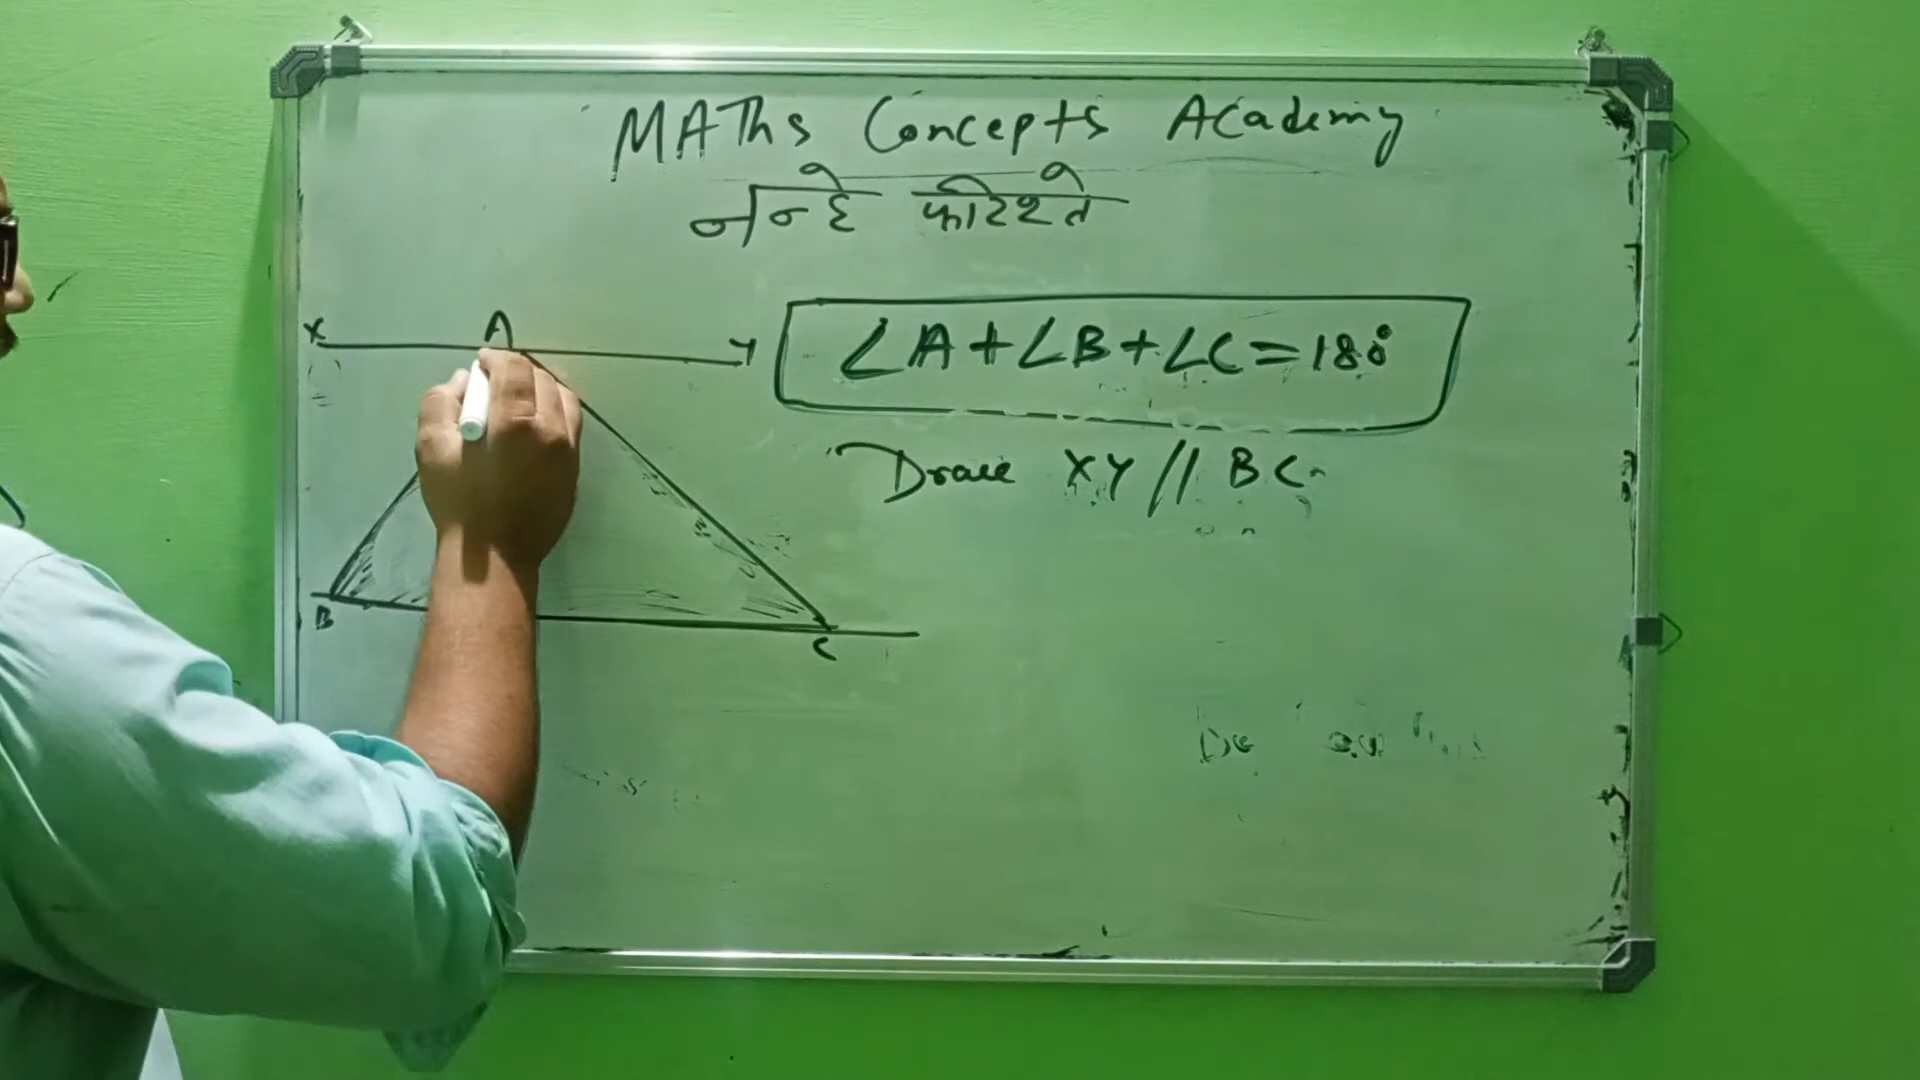 MATHs Concepts Academy
नन्हे फरिश्ते
X A Y
∠A+∠B+∠C=180°
Draw XY // BC
B
C